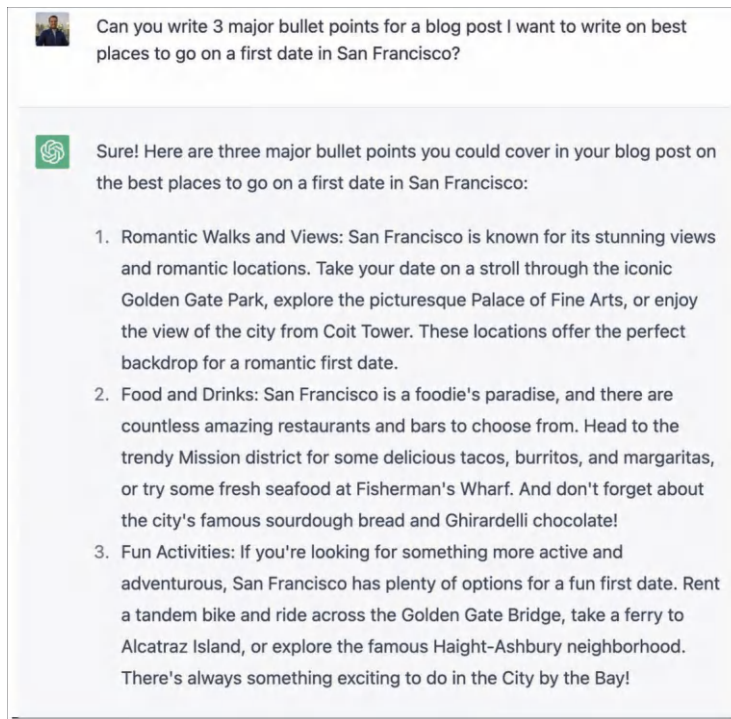 Can you write 3 major bullet points for a blog post I want to write on best
places to go on a first date in San Francisco?
Sure! Here are three major bullet points you could cover in your blog post on
the best places to go on a first date in San Francisco:
1. Romantic Walks and Views: San Francisco is known for its stunning views
and romantic locations. Take your date on a stroll through the iconic
Golden Gate Park, explore the picturesque Palace of Fine Arts, or enjoy
the view of the city from Coit Tower. These locations offer the perfect
backdrop for a romantic first date.
2. Food and Drinks: San Francisco is a foodie's paradise, and there are
countless amazing restaurants and bars to choose from. Head to the
trendy Mission district for some delicious tacos, burritos, and margaritas,
or try some fresh seafood at Fisherman's Wharf. And don't forget about
the city's famous sourdough bread and Ghirardelli chocolate!
3. Fun Activities: If you're looking for something more active and
adventurous, San Francisco has plenty of options for a fun first date. Rent
a tandem bike and ride across the Golden Gate Bridge, take a ferry to
Alcatraz Island, or explore the famous Haight-Ashbury neighborhood.
There's always something exciting to do in the City by the Bay!